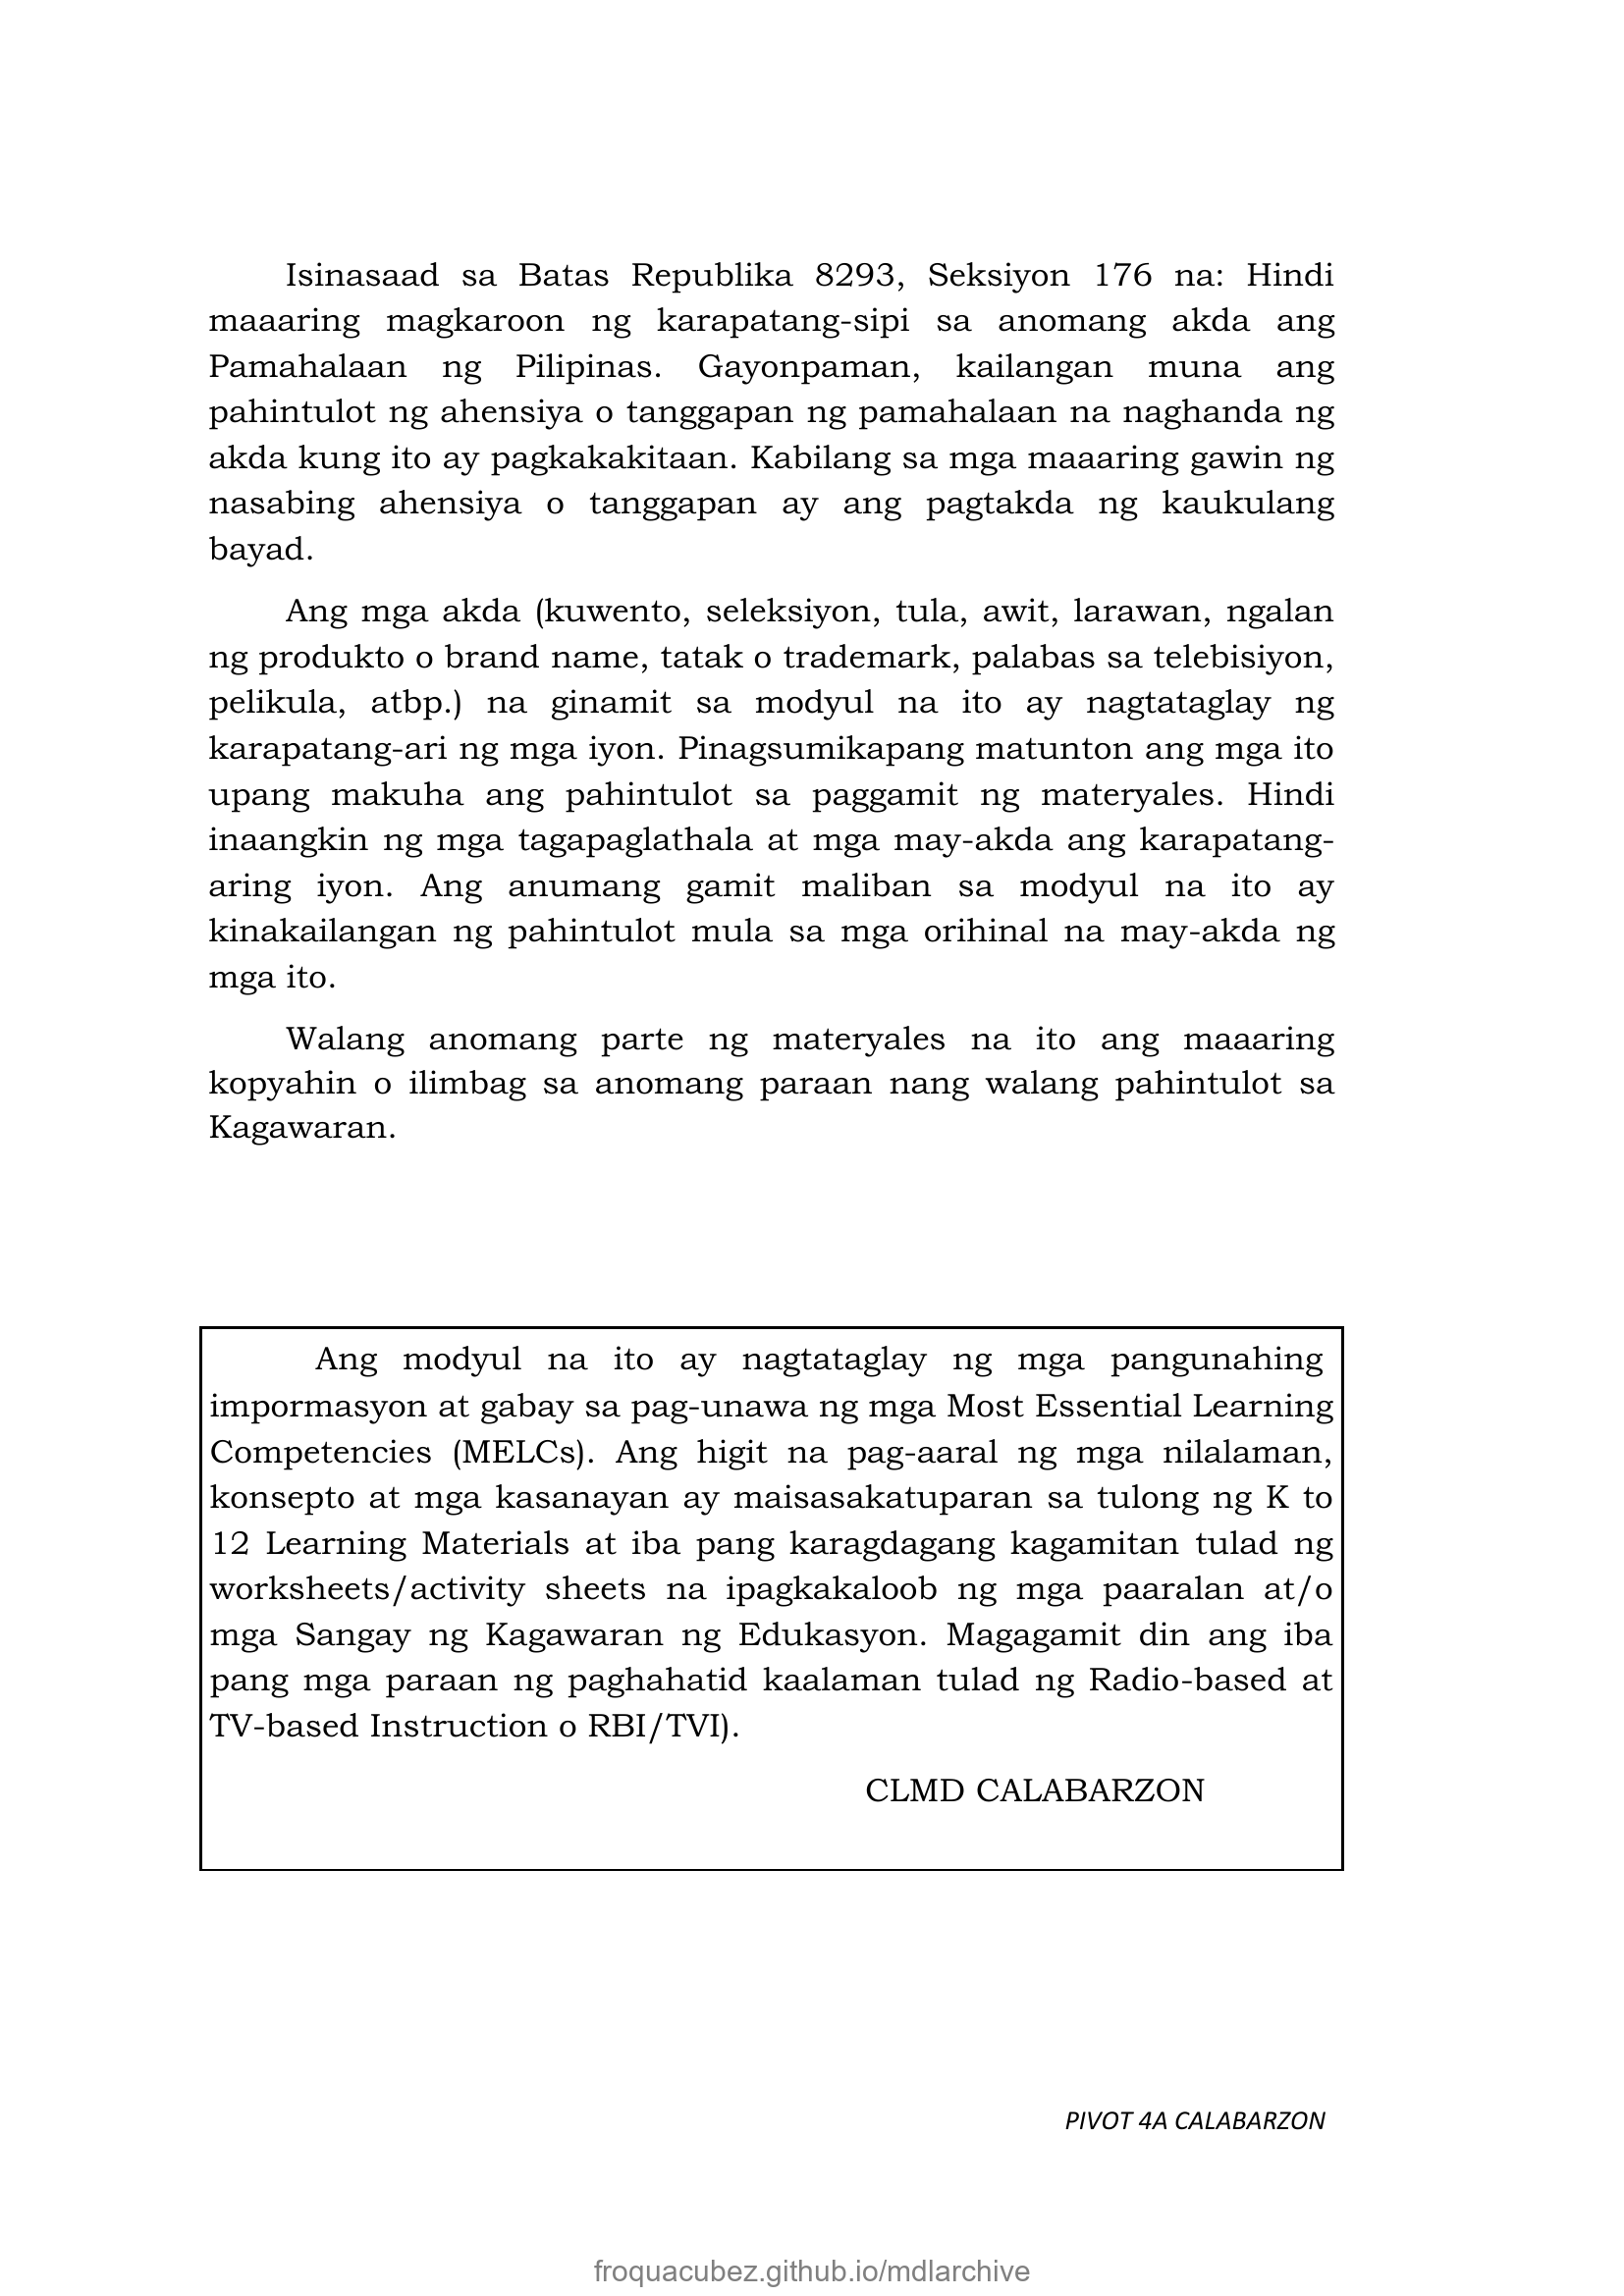 Isinasaad sa Batas Republika 8293, Seksiyon 176 na: Hindi
maaaring magkaroon ng karapatang-sipi sa anomang akda ang
Pamahalaan ng Pilipinas. Gayonpaman, kailangan muna ang
pahintulot ng ahensiya o tanggapan ng pamahalaan na naghanda ng
akda kung ito ay pagkakakitaan. Kabilang sa mga maaaring gawin ng
nasabing ahensiya o tanggapan ay ang pagtakda ng kaukulang
bayad.
Ang mga akda (kuwento, seleksiyon, tula, awit, larawan, ngalan
ng produkto o brand name, tatak o trademark, palabas sa telebisiyon,
pelikula, atbp.) na ginamit sa modyul na ito ay nagtataglay ng
karapatang-ari ng mga iyon. Pinagsumikapang matunton ang mga ito
upang makuha ang pahintulot sa paggamit ng materyales. Hindi
inaangkin ng mga tagapaglathala at mga may-akda ang karapatang-
aring iyon. Ang anumang gamit maliban sa modyul na ito ay
kinakailangan ng pahintulot mula sa mga orihinal na may-akda ng
mga ito.
Walang anomang parte ng materyales na ito ang maaaring
kopyahin o ilimbag sa anomang paraan nang walang pahintulot sa
Kagawaran.
Ang modyul na ito ay nagtataglay ng mga pangunahing
impormasyon at gabay sa pag-unawa ng mga Most Essential Learning
Competencies (MELCs). Ang higit na pag-aaral ng mga nilalaman,
konsepto at mga kasanayan ay maisasakatuparan sa tulong ng K to
12 Learning Materials at iba pang karagdagang kagamitan tulad ng
worksheets/activity sheets na ipagkakaloob ng mga paaralan at/o
mga Sangay ng Kagawaran ng Edukasyon. Magagamit din ang iba
pang mga paraan ng paghahatid kaalaman tulad ng Radio-based at
TV-based Instruction o RBI/TVI).
CLMD CALABARZON
PIVOT 4A CALABARZON
froquacubez.github.io/mdlarchive